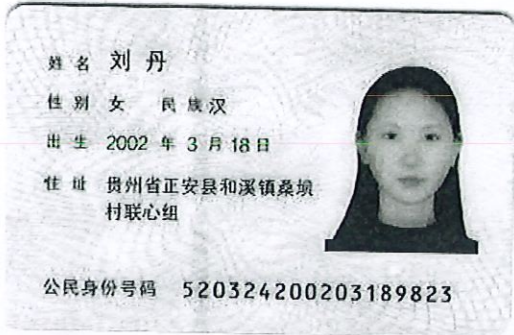 姓名 刘丹
性别 女 民族 汉
出生 2002 年 3 月 18 日
住址 贵州省正安县和溪镇桑坝
村联心组
公民身份号码 520324200203189823